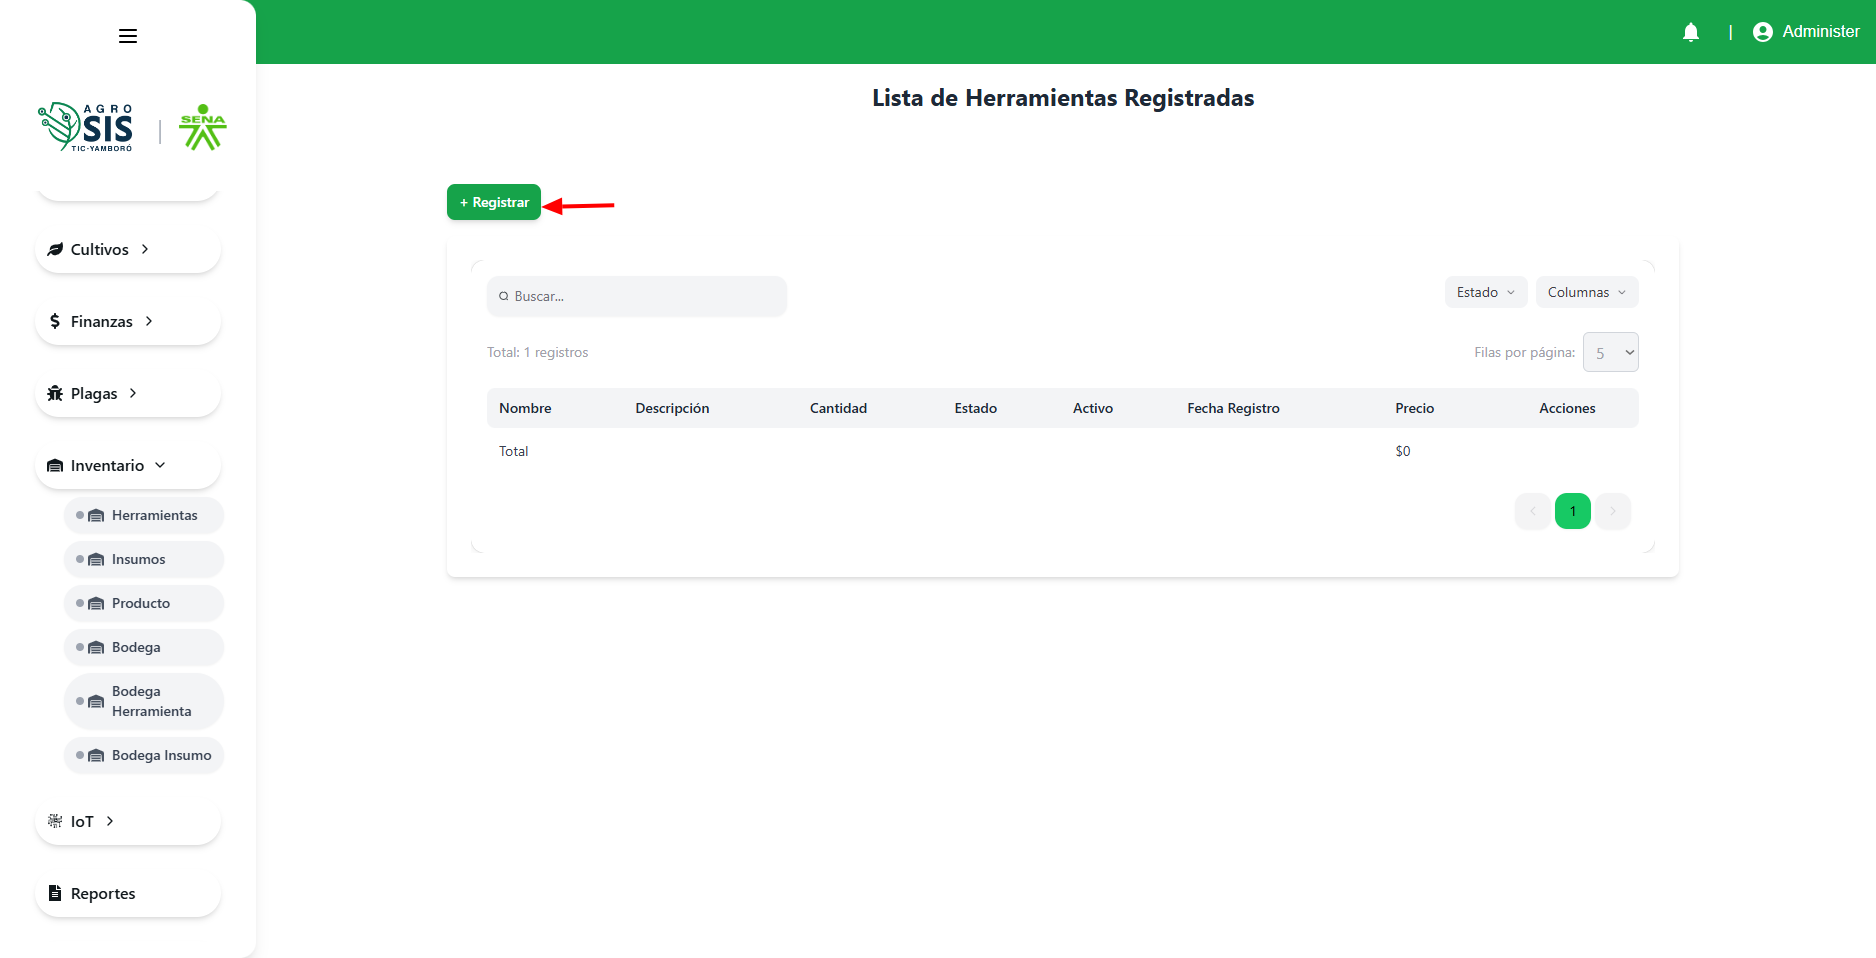 Administer
AGRO
SIS
TIC-YAMBORÓ
SENA
Cultivos
Finanzas
Plagas
Inventario
Herramientas
Insumos
Producto
Bodega
Bodega
Herramienta
Bodega Insumo
IoT
Reportes
Lista de Herramientas Registradas
+ Registrar
Buscar...
Estado
Columnas
Total: 1 registros
Filas por página: 5
Nombre Descripción Cantidad Estado Activo Fecha Registro Precio Acciones
Total $0
1